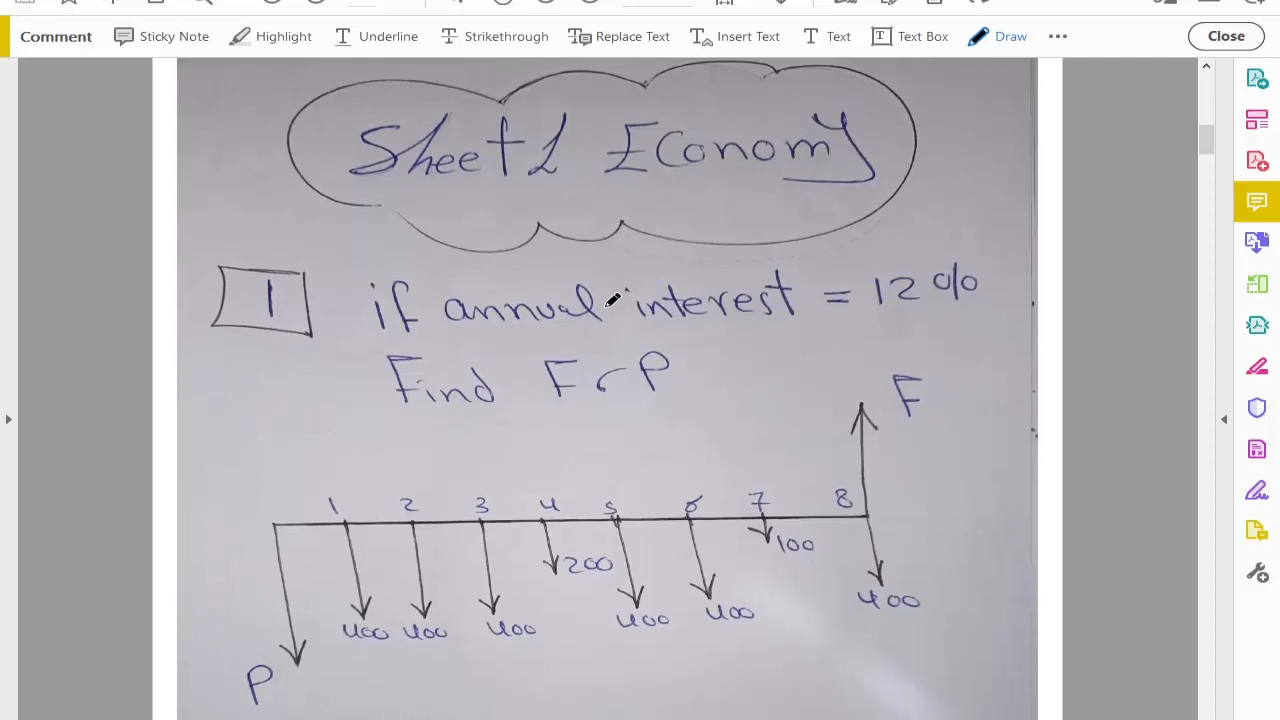 Comment Sticky Note Highlight Underline Strikethrough Replace Text Insert Text Text Text Box Draw Close
Sheet 1 Economy
1 if annual interest = 12 %
Find F, P
F
1 2 3 4 5 6 7 8
100
200
400
400 400 400 400 400
P